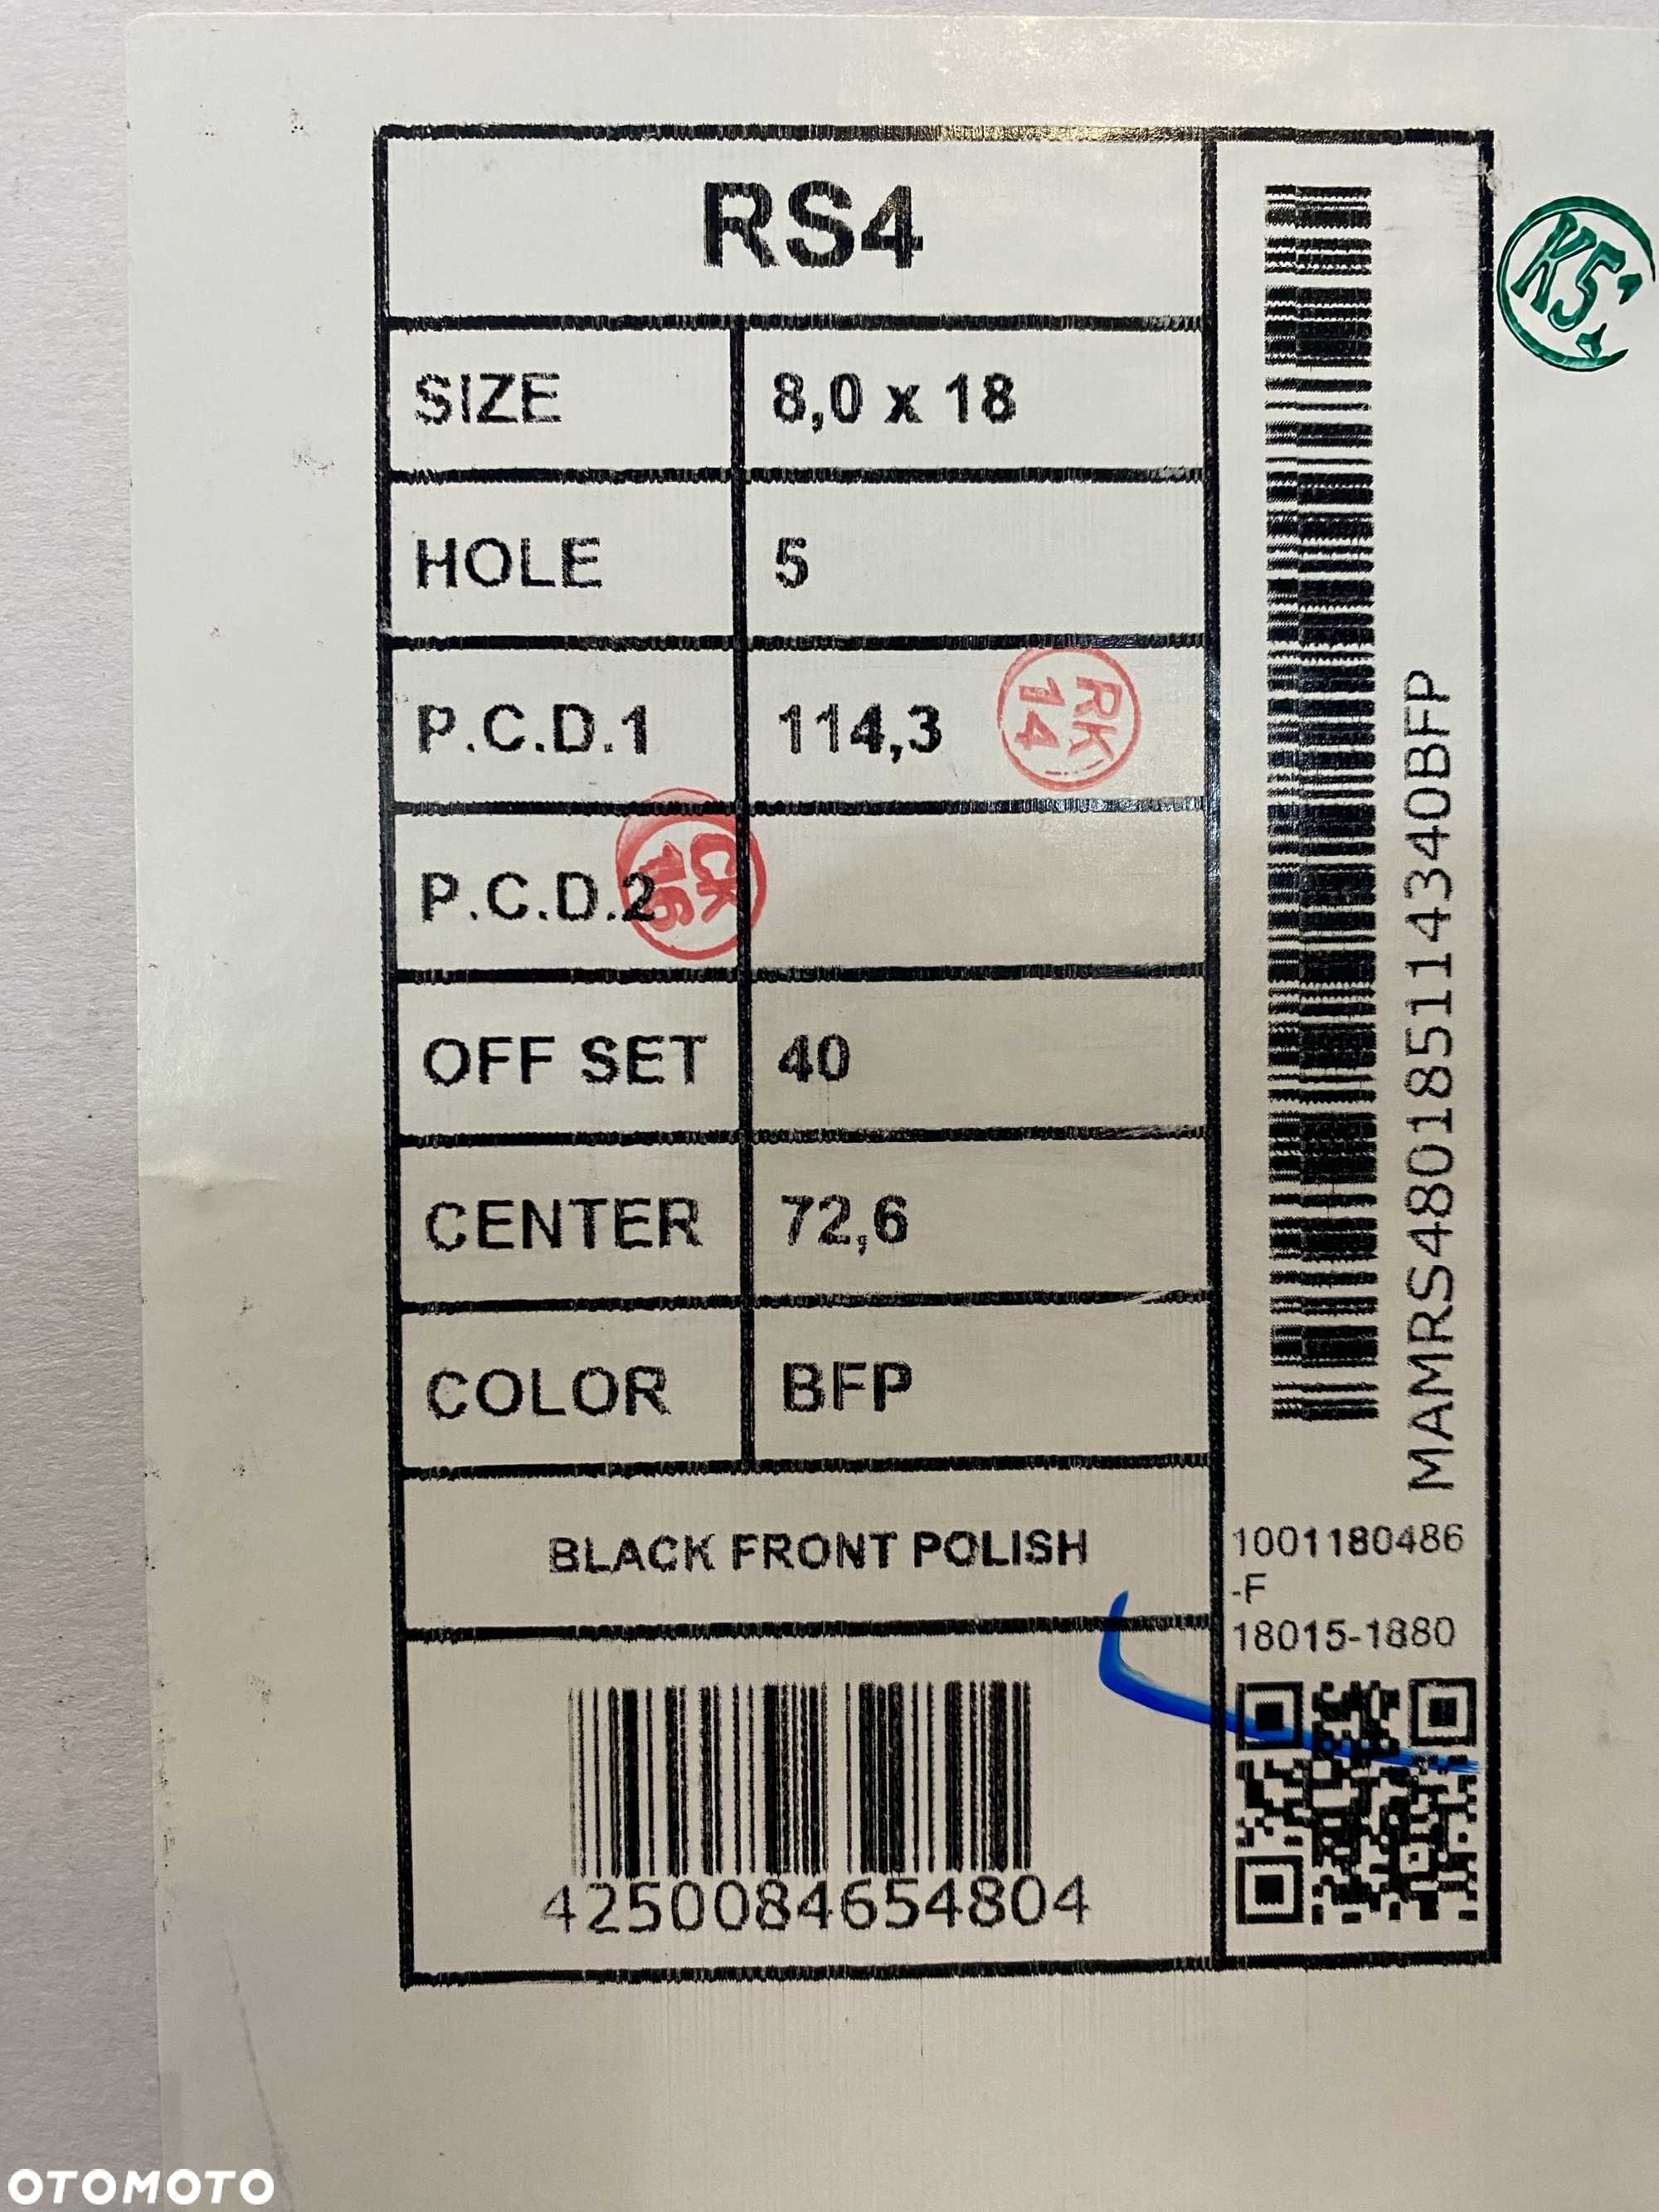 RS4
SIZE 8,0 x 18
HOLE 5
P.C.D.1 114,3
RK
14
P.C.D.2
CK
16
OFF SET 40
CENTER 72,6
COLOR BFP
BLACK FRONT POLISH
4250084654804
MAMRS480185114340BFP
1001180486
-F
18015-1880
K5
OTOMOTO